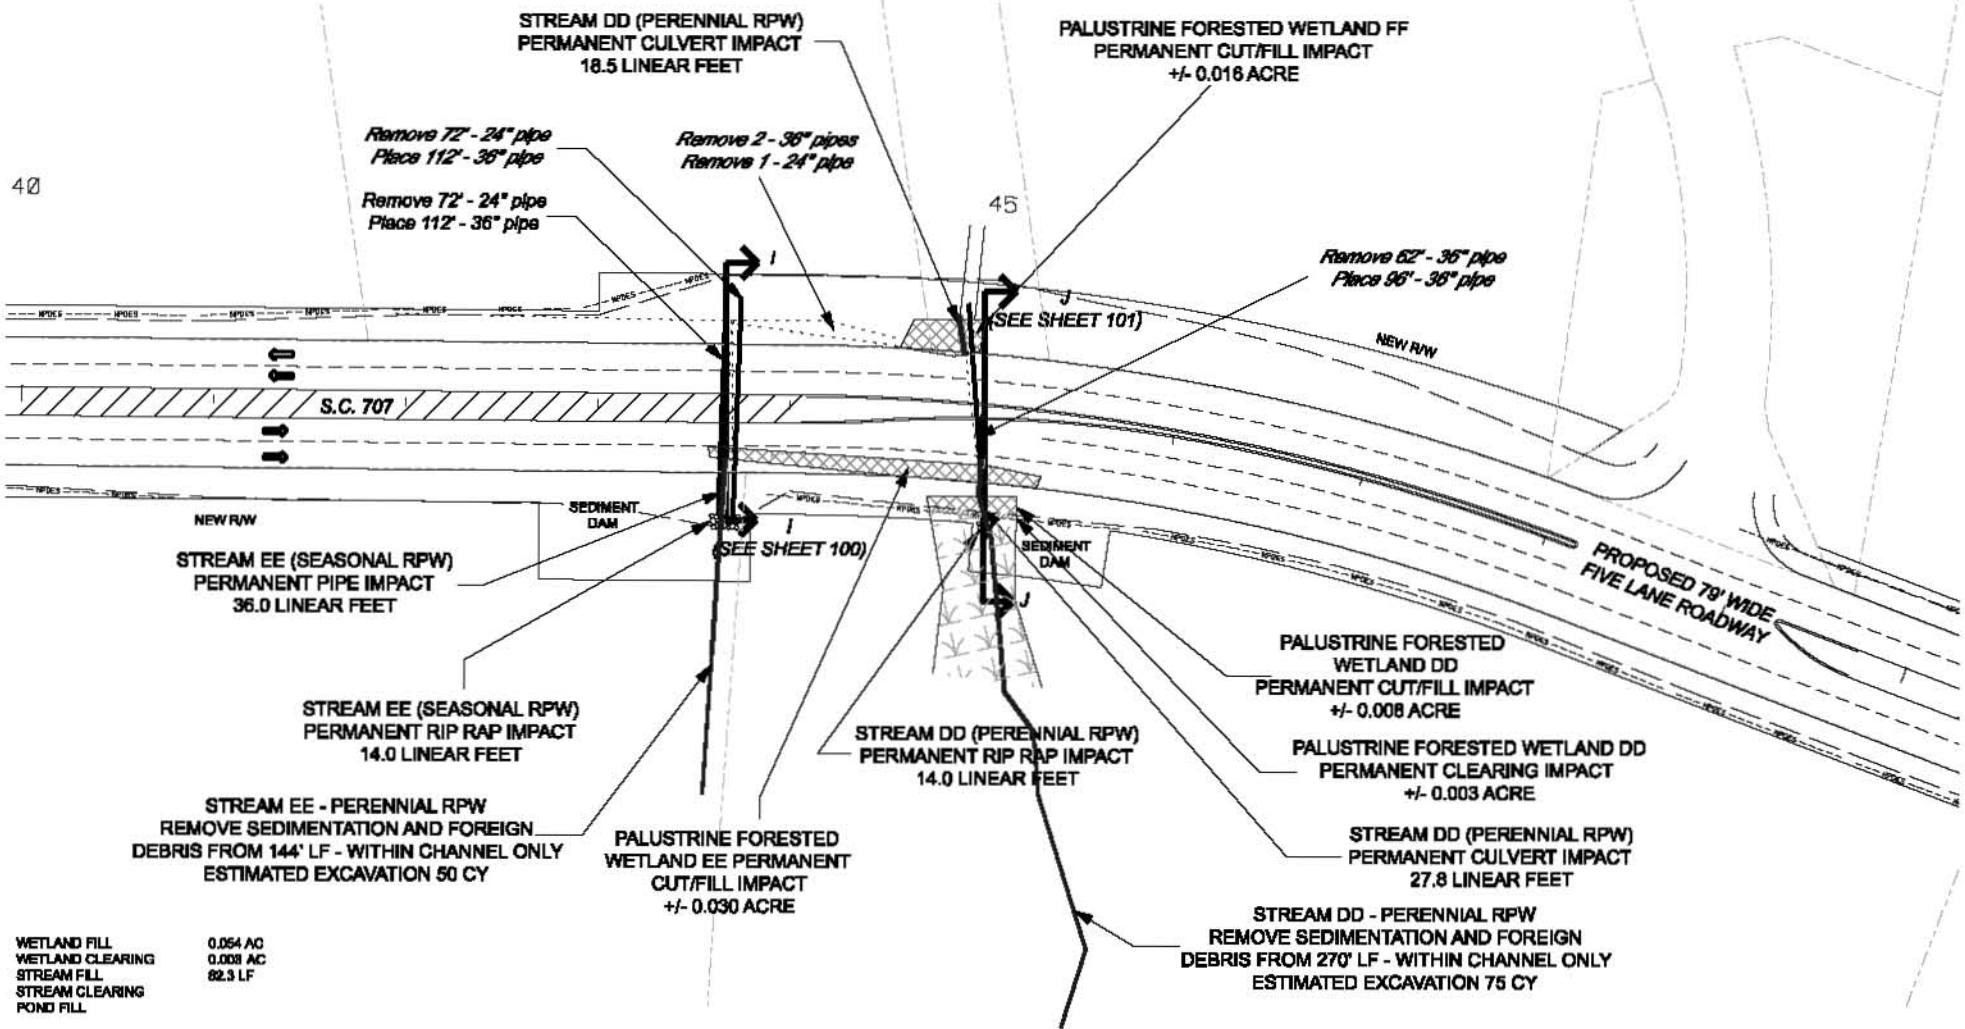 STREAM DD (PERENNIAL RPW)
PERMANENT CULVERT IMPACT
18.5 LINEAR FEET
PALUSTRINE FORESTED WETLAND FF
PERMANENT CUT/FILL IMPACT
+/- 0.016 ACRE
Remove 72' - 24" pipe
Place 112' - 36" pipe
Remove 2 - 36" pipes
Remove 1 - 24" pipe
40
Remove 72' - 24" pipe
Place 112' - 36" pipe
45
Remove 62' - 36" pipe
Place 96' - 36" pipe
I
J
(SEE SHEET 101)
NPDES NPDES NPDES NPDES NPDES NPDES NPDES NPDES
NEW R/W
S.C. 707
NEW R/W
SEDIMENT
DAM
I
(SEE SHEET 100)
SEDIMENT
DAM
J
PROPOSED 79' WIDE
FIVE LANE ROADWAY
STREAM EE (SEASONAL RPW)
PERMANENT PIPE IMPACT
36.0 LINEAR FEET
STREAM EE (SEASONAL RPW)
PERMANENT RIP RAP IMPACT
14.0 LINEAR FEET
STREAM DD (PERENNIAL RPW)
PERMANENT RIP RAP IMPACT
14.0 LINEAR FEET
PALUSTRINE FORESTED
WETLAND DD
PERMANENT CUT/FILL IMPACT
+/- 0.008 ACRE
PALUSTRINE FORESTED WETLAND DD
PERMANENT CLEARING IMPACT
+/- 0.003 ACRE
STREAM EE - PERENNIAL RPW
REMOVE SEDIMENTATION AND FOREIGN
DEBRIS FROM 144' LF - WITHIN CHANNEL ONLY
ESTIMATED EXCAVATION 50 CY
PALUSTRINE FORESTED
WETLAND EE PERMANENT
CUT/FILL IMPACT
+/- 0.030 ACRE
STREAM DD (PERENNIAL RPW)
PERMANENT CULVERT IMPACT
27.8 LINEAR FEET
STREAM DD - PERENNIAL RPW
REMOVE SEDIMENTATION AND FOREIGN
DEBRIS FROM 270' LF - WITHIN CHANNEL ONLY
ESTIMATED EXCAVATION 75 CY
WETLAND FILL 0.054 AC
WETLAND CLEARING AC
STREAM FILL LF
STREAM CLEARING
POND FILL